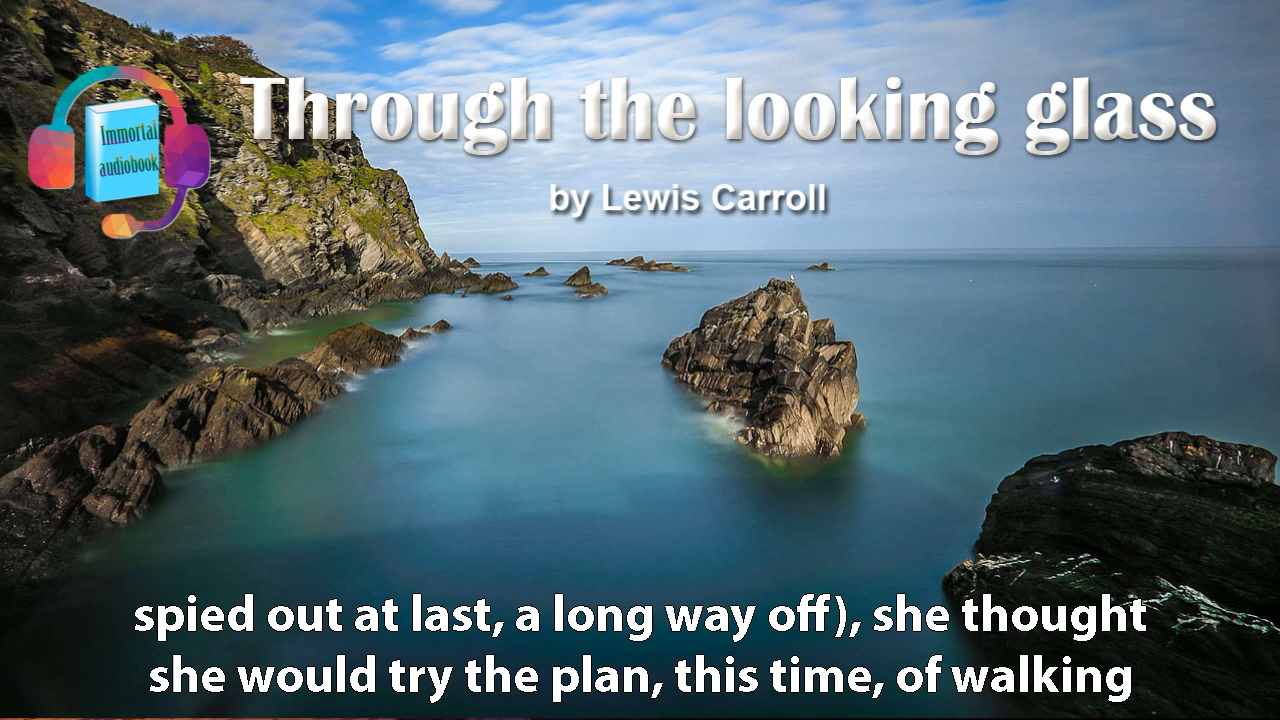 Through the looking glass
by Lewis Carroll
Immortal
audiobook
spied out at last, a long way off), she thought
she would try the plan, this time, of walking